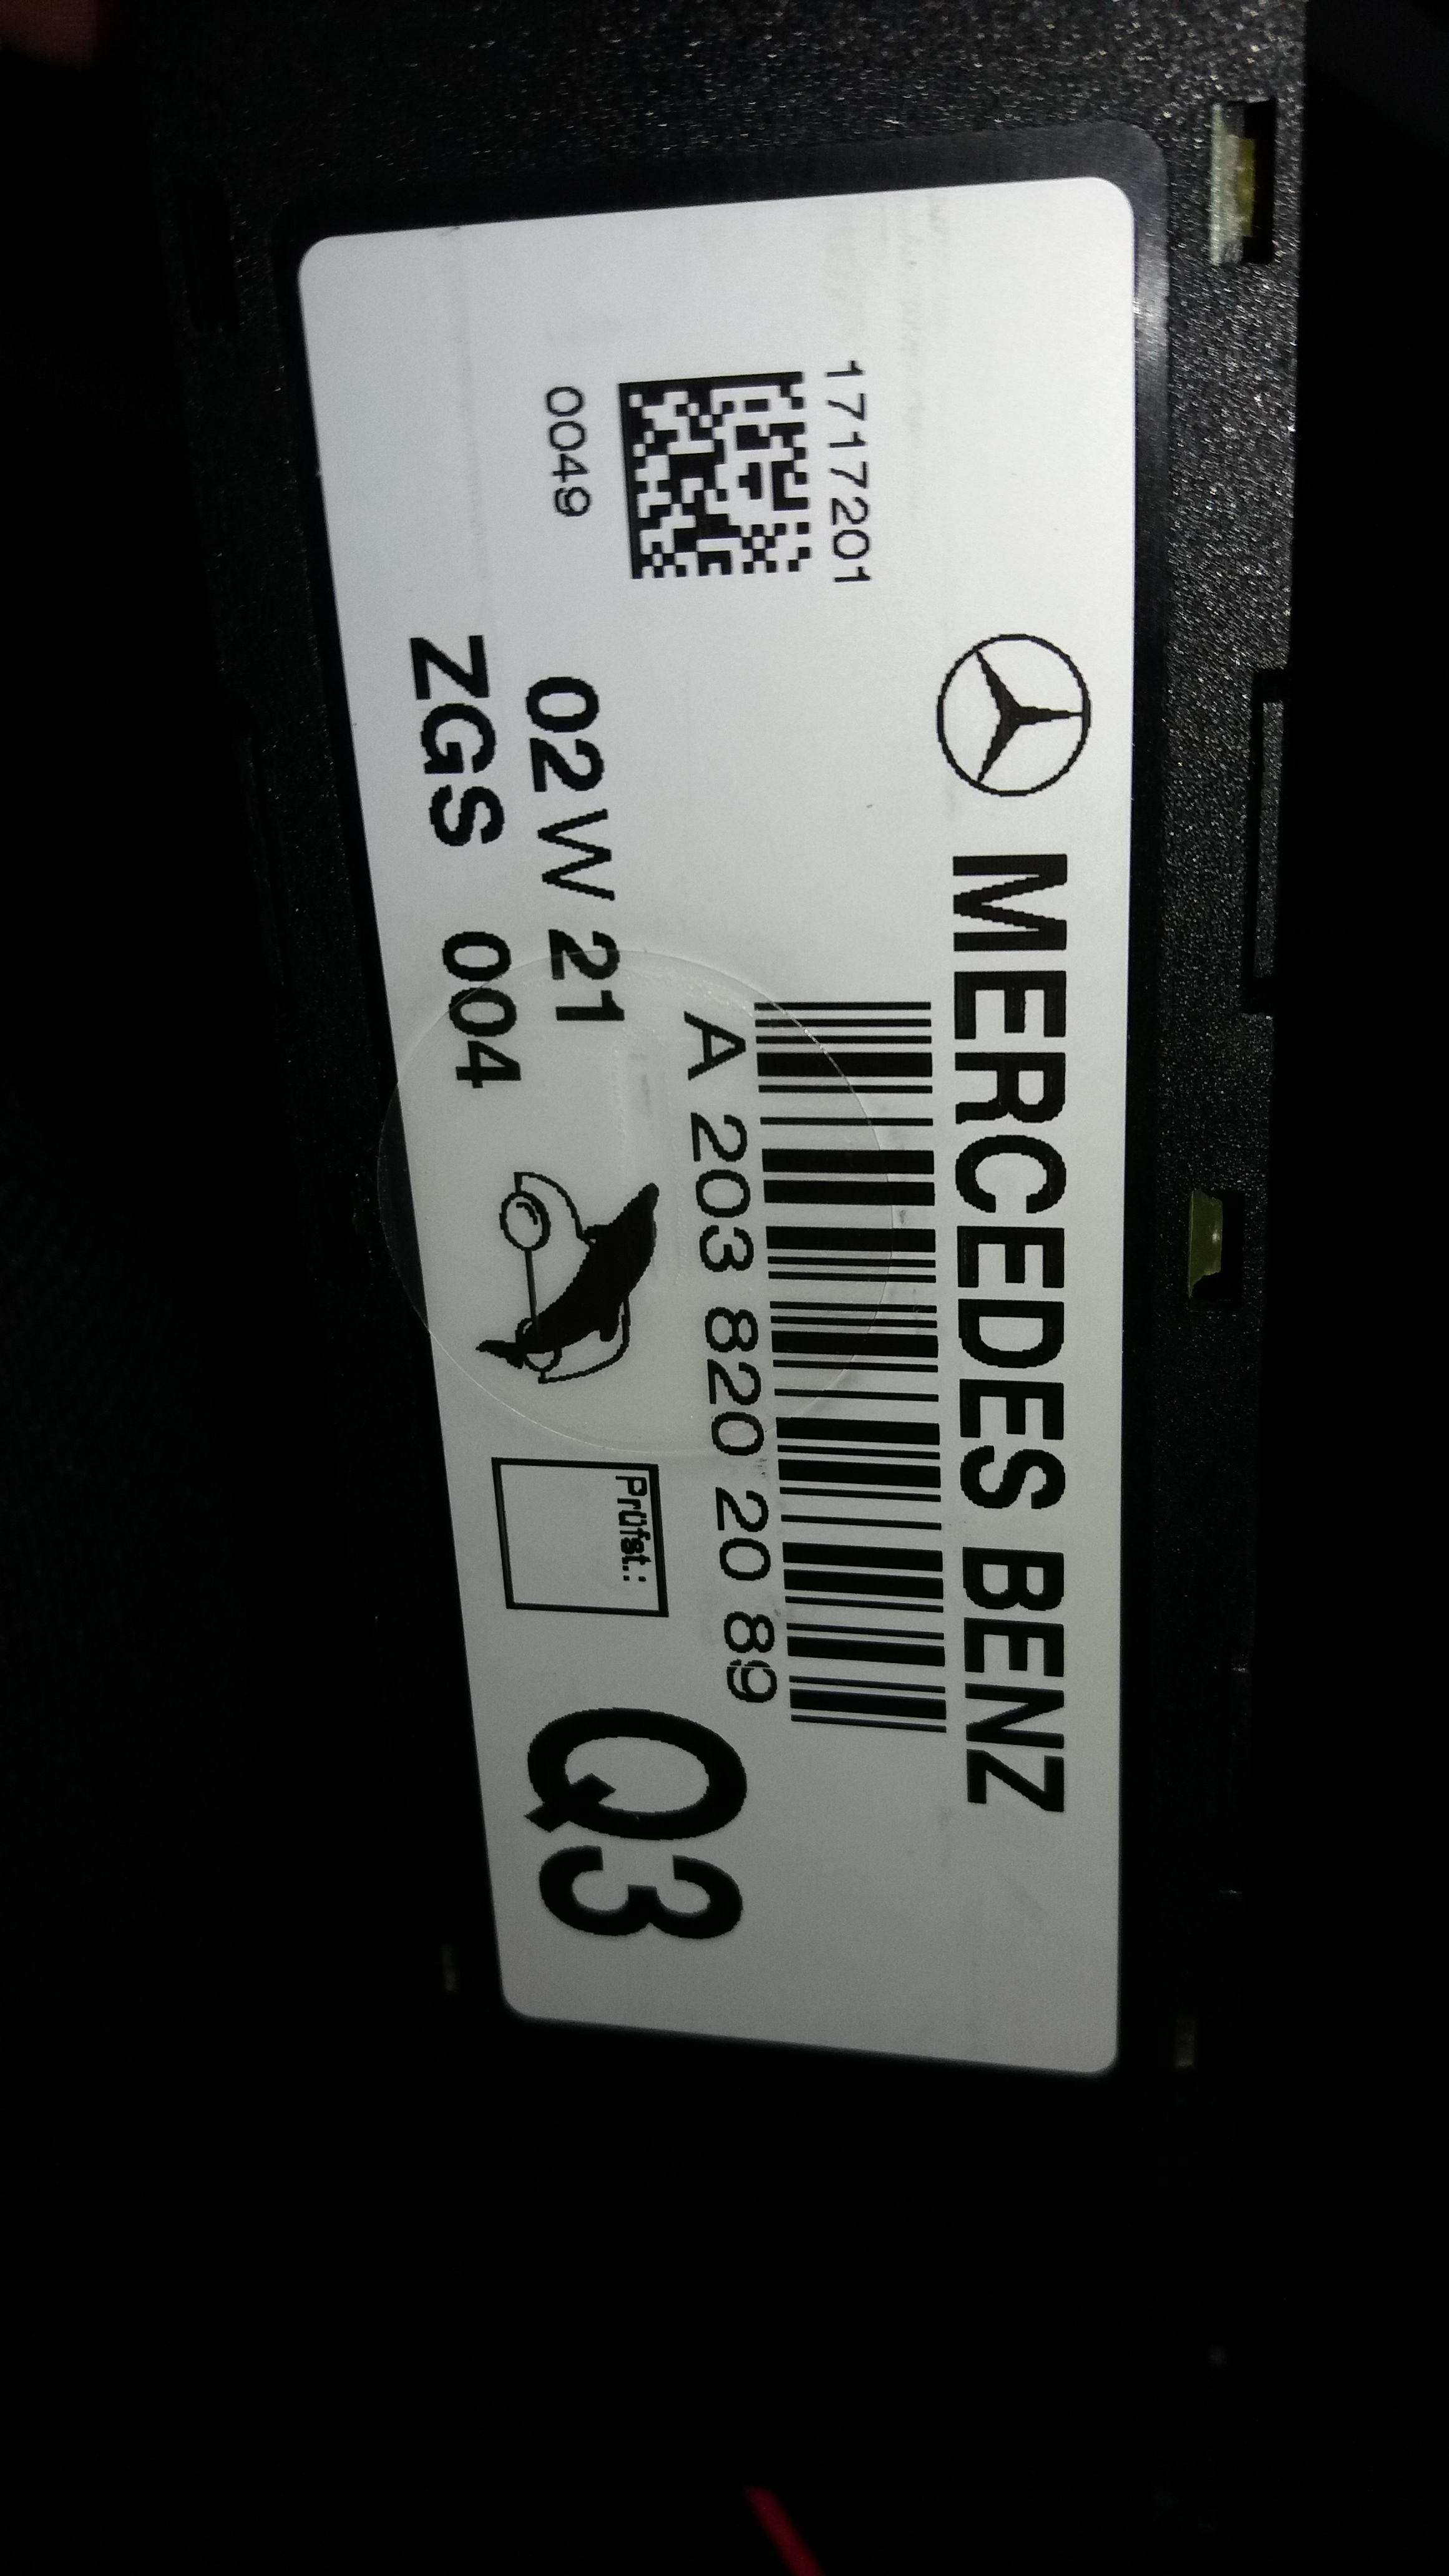 MERCEDES BENZ
1717201
0049
A 203 820 20 89
02 W 21
ZGS 004
Prüfst.:
Q3